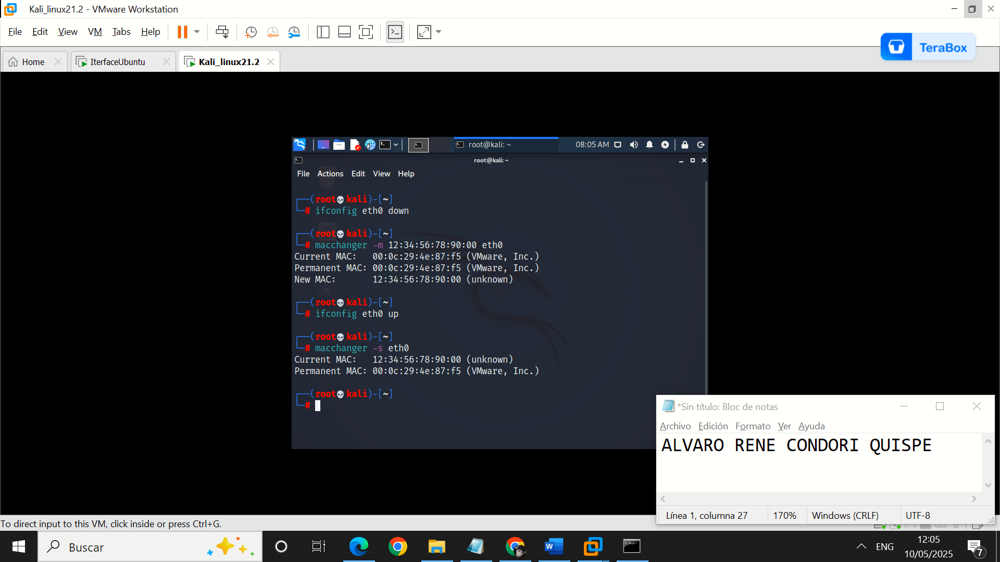 Kali_linux21.2 - VMware Workstation
File Edit View VM Tabs Help
TeraBox
Home IterfaceUbuntu Kali_linux21.2
root@kali: ~ 08:05 AM
root@kali: ~
File Actions Edit View Help
┌──(root💀kali)-[~]
└─# ifconfig eth0 down
┌──(root💀kali)-[~]
└─# macchanger -m 12:34:56:78:90:00 eth0
Current MAC:   00:0c:29:4e:87:f5 (VMware, Inc.)
Permanent MAC: 00:0c:29:4e:87:f5 (VMware, Inc.)
New MAC:       12:34:56:78:90:00 (unknown)
┌──(root💀kali)-[~]
└─# ifconfig eth0 up
┌──(root💀kali)-[~]
└─# macchanger -s eth0
Current MAC:   12:34:56:78:90:00 (unknown)
Permanent MAC: 00:0c:29:4e:87:f5 (VMware, Inc.)
┌──(root💀kali)-[~]
└─#
*Sin título: Bloc de notas
Archivo Edición Formato Ver Ayuda
ALVARO RENE CONDORI QUISPE
Línea 1, columna 27 170% Windows (CRLF) UTF-8
To direct input to this VM, click inside or press Ctrl+G.
Buscar
ENG
12:05
10/05/2025
7